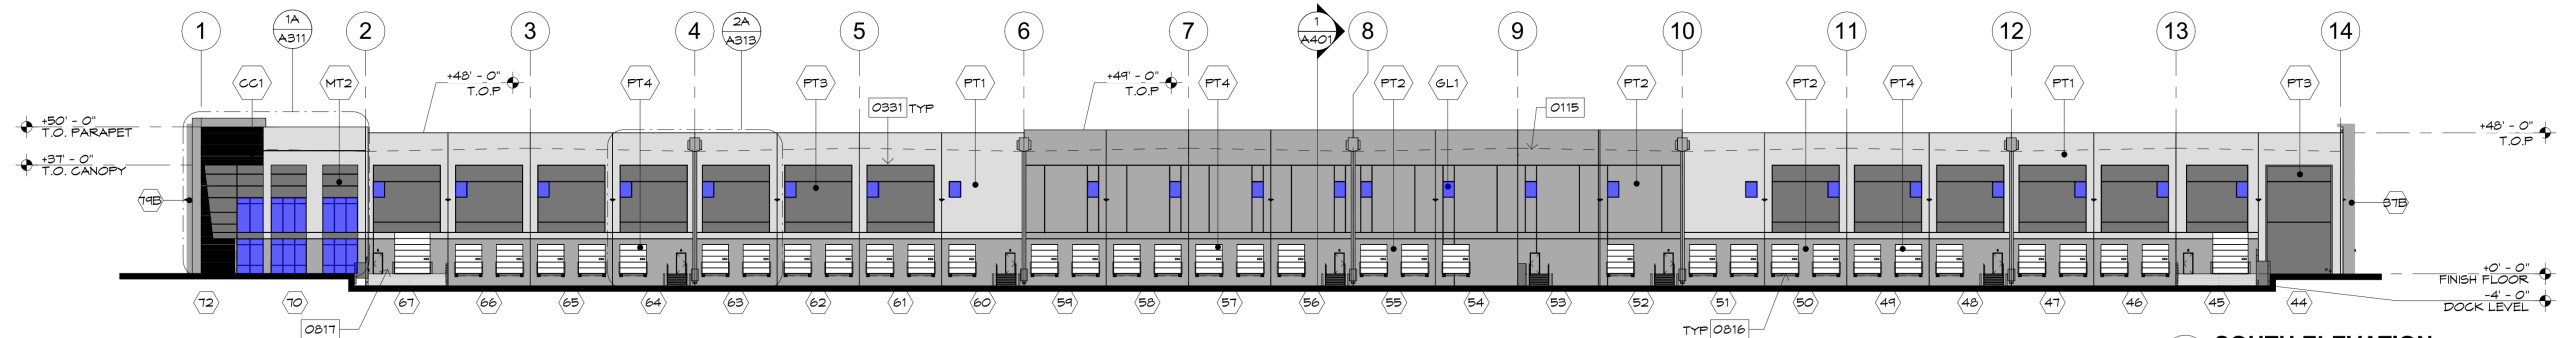 1
1A
A311
2
3
4
2A
A313
5
6
7
1
A401
8
9
10
11
12
13
14
CC1
MT2
+48' - 0"
T.O.P
PT4
PT3
0331 TYP
PT1
+49' - 0"
T.O.P
PT4
PT2
GL1
0115
PT2
PT2
PT4
PT1
PT3
+50' - 0"
T.O. PARAPET
+48' - 0"
T.O.P
+37' - 0"
T.O. CANOPY
79B
37B
+0' - 0"
FINISH FLOOR
-4' - 0"
DOCK LEVEL
72
70
67
66
65
64
63
62
61
60
59
58
57
56
55
54
53
52
51
50
49
48
47
46
45
44
0817
TYP 0816
SOUTH ELEVATION